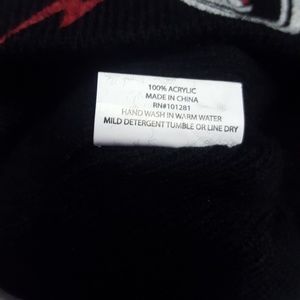 100% ACRYLIC
MADE IN CHINA
RN#101281
HAND WASH IN WARM WATER
MILD DETERGENT TUMBLE OR LINE DRY